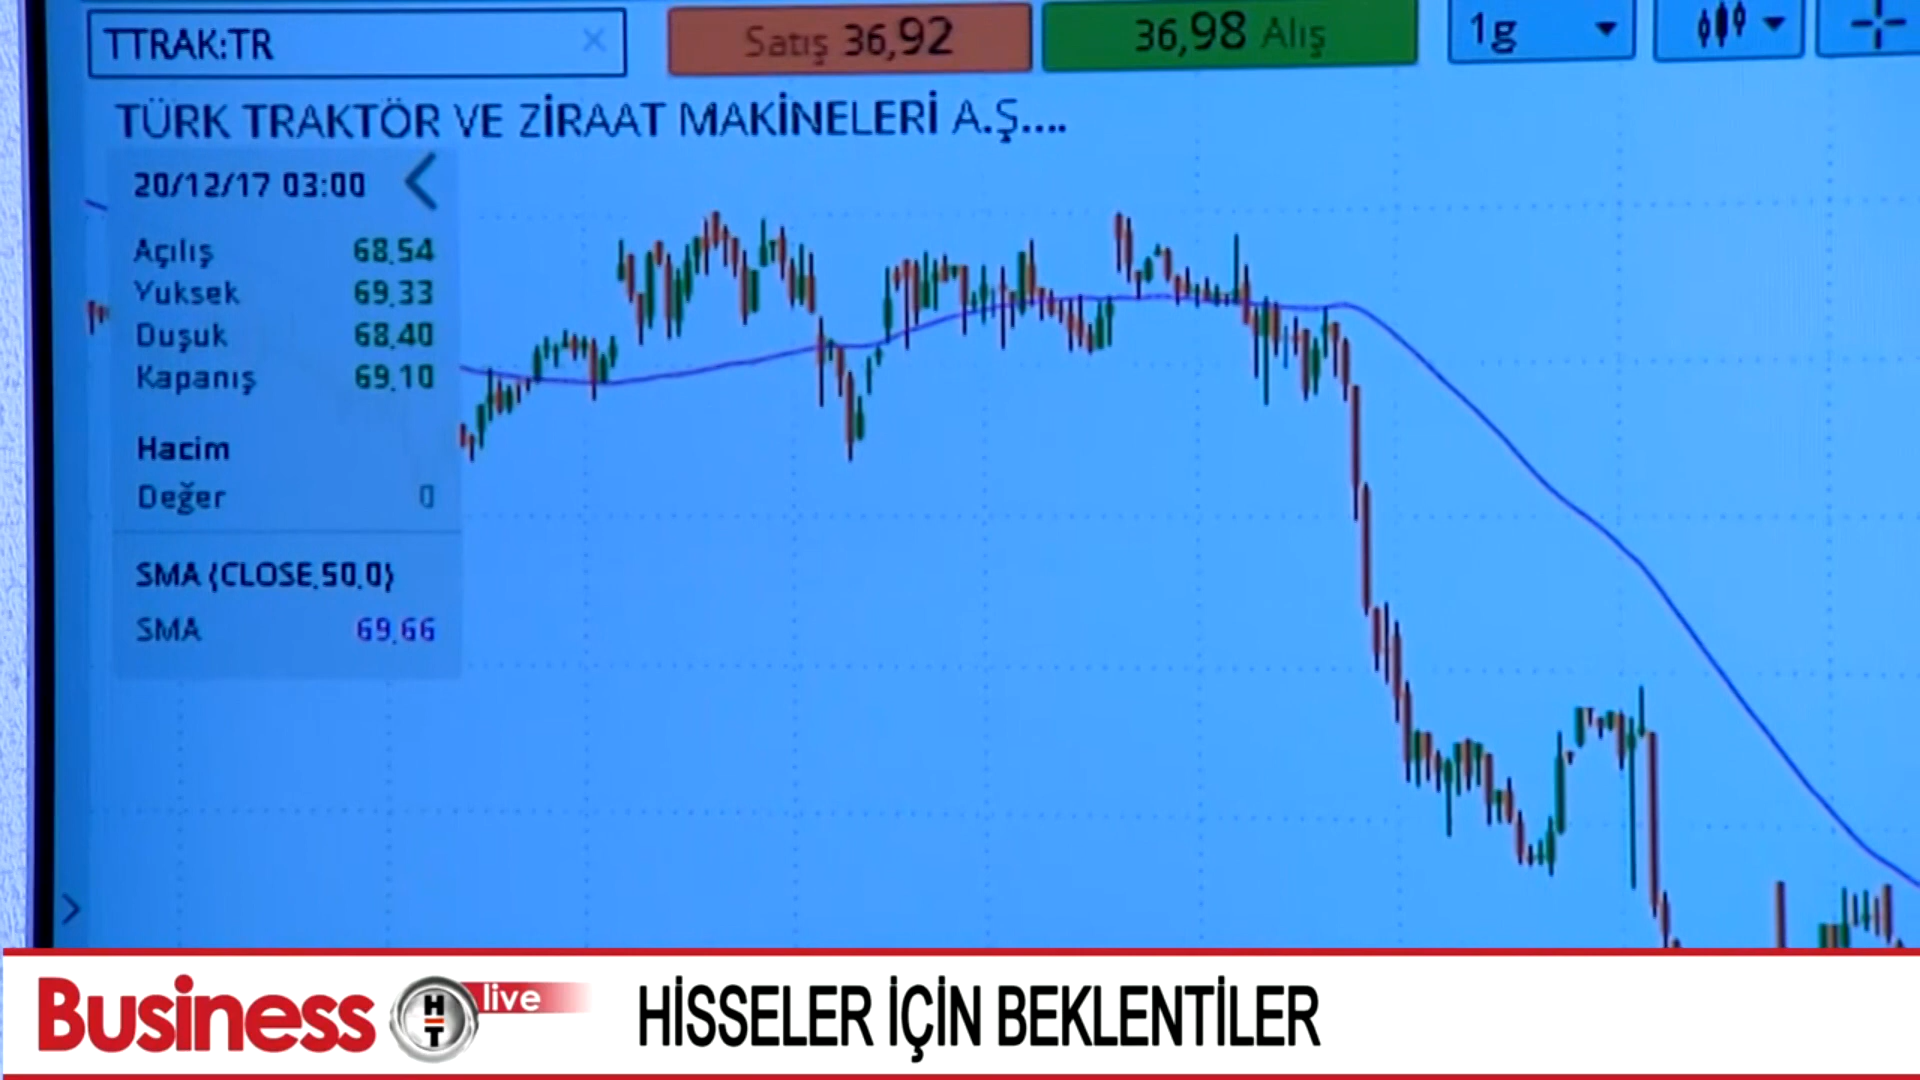 TTRAK:TR
Satış 36,92
36,98 Alış
1g
TÜRK TRAKTÖR VE ZİRAAT MAKİNELERİ A.Ş....
20/12/17 03:00
Açılış 68.54
Yuksek 69.33
Duşuk 68.40
Kapanış 69.10
Hacim
Değer 0
SMA (CLOSE,50,0)
SMA 69.66
Business HT live
HİSSELER İÇİN BEKLENTİLER